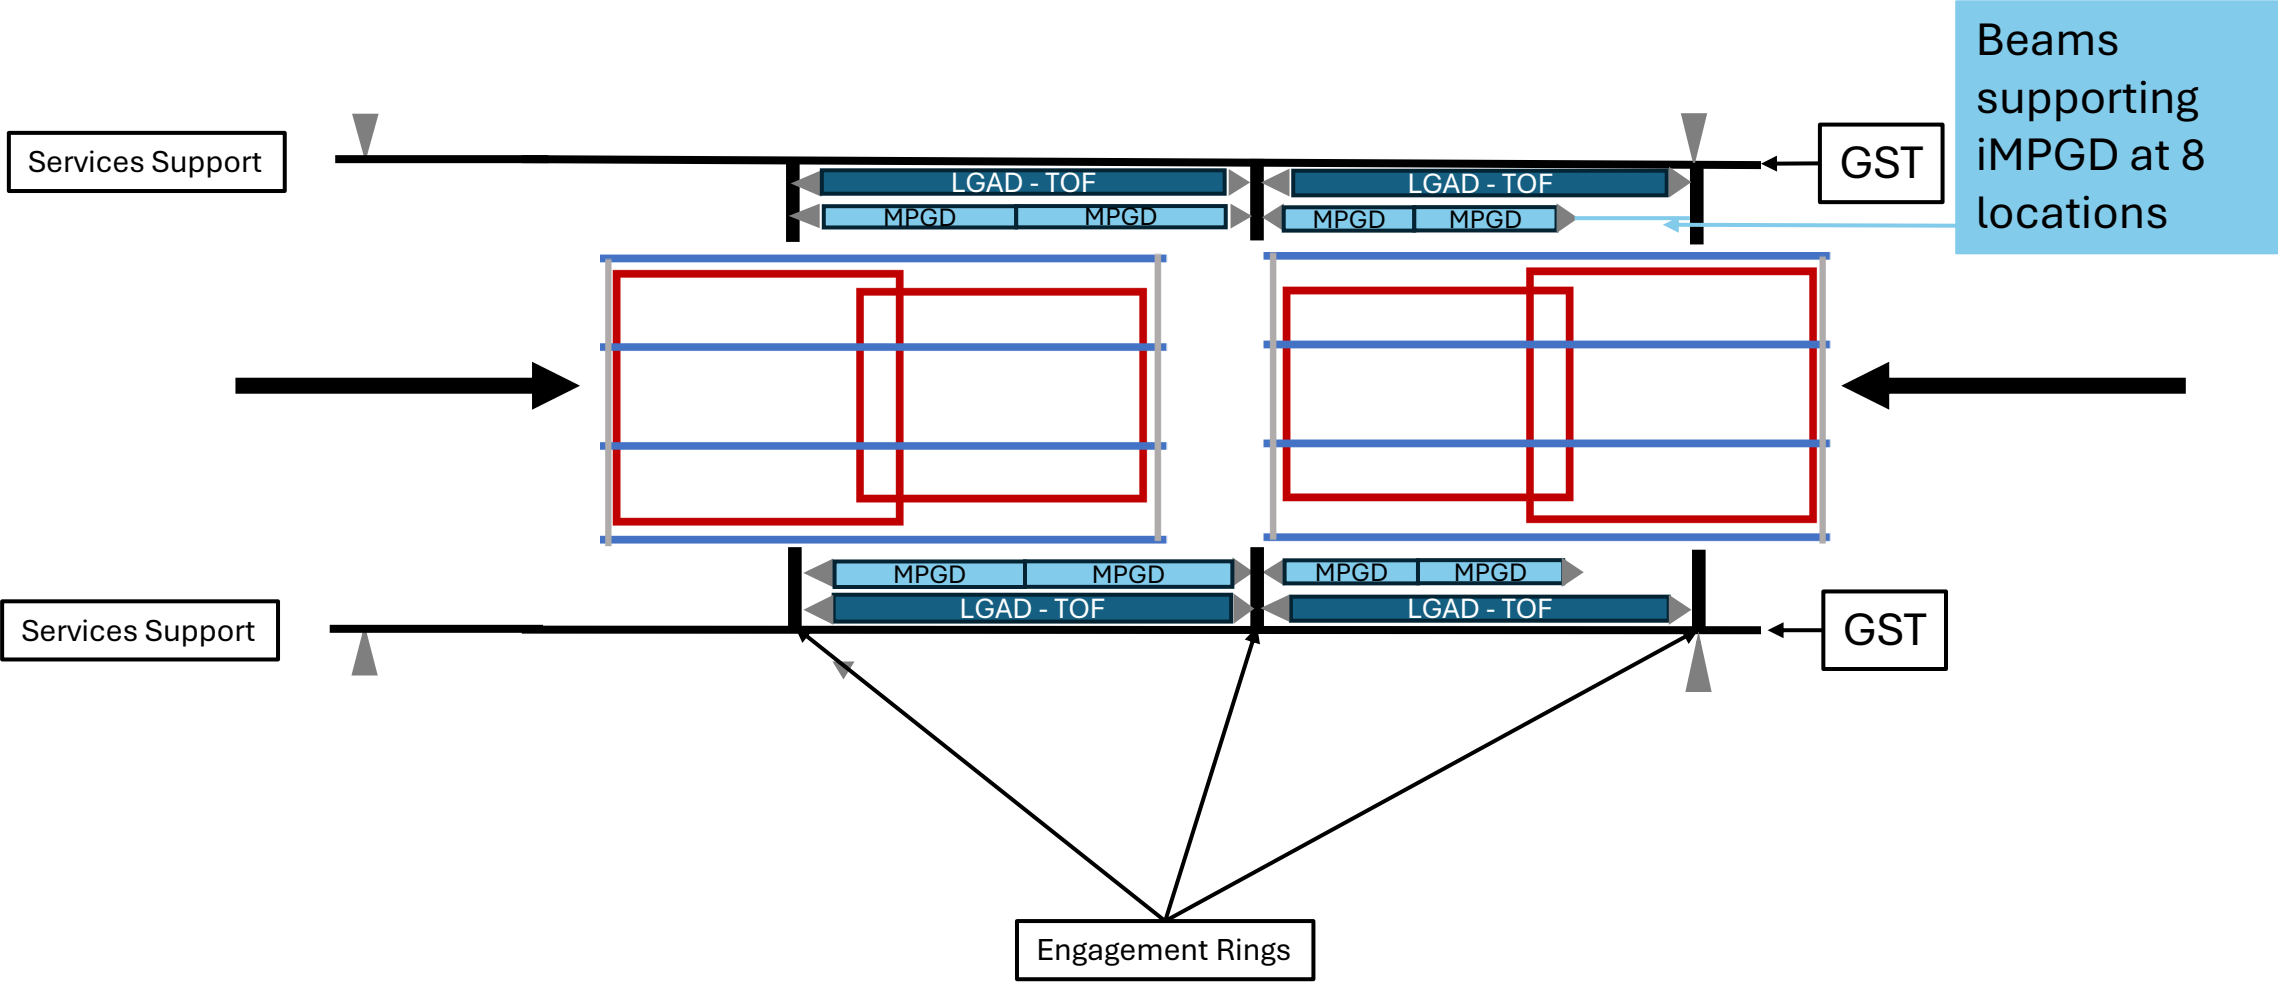 Beams
supporting
iMPGD at 8
locations
Services Support
GST
LGAD - TOF
LGAD - TOF
MPGD
MPGD
MPGD
MPGD
MPGD
MPGD
MPGD
MPGD
LGAD - TOF
LGAD - TOF
Services Support
GST
Engagement Rings